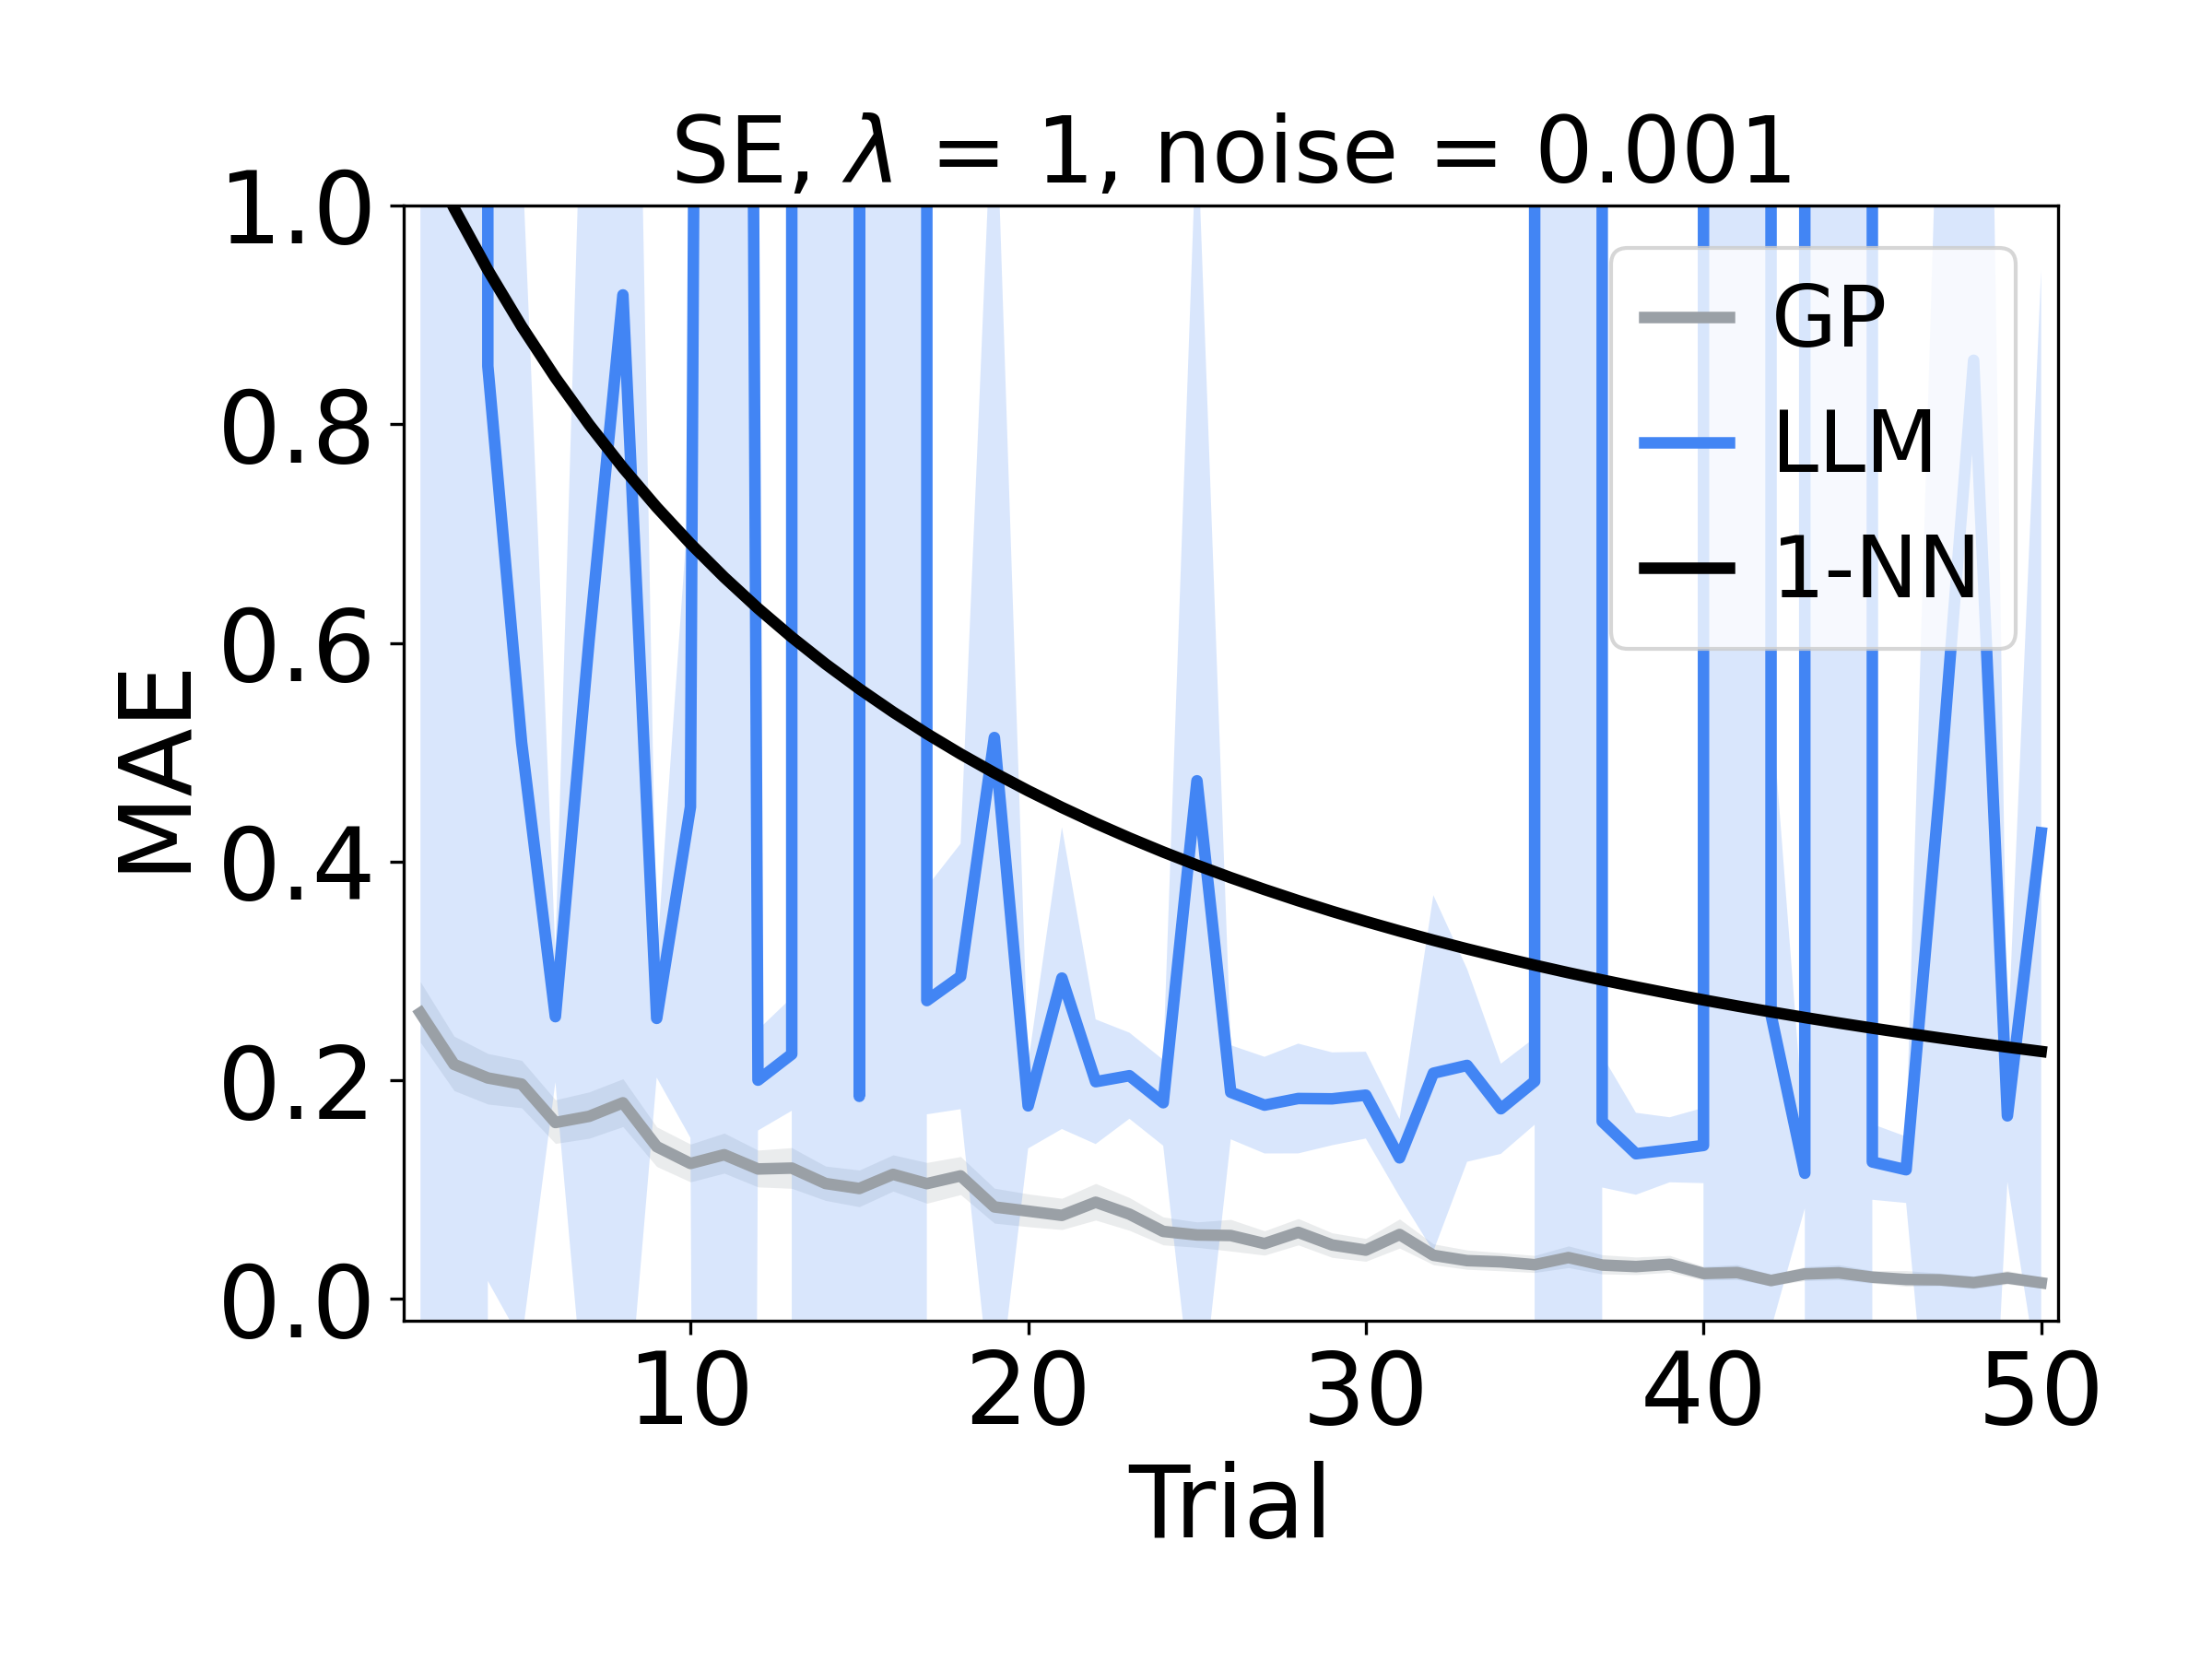 SE, λ = 1, noise = 0.001
MAE
1.0
0.8
0.6
0.4
0.2
0.0
GP
LLM
1-NN
10 20 30 40 50
Trial